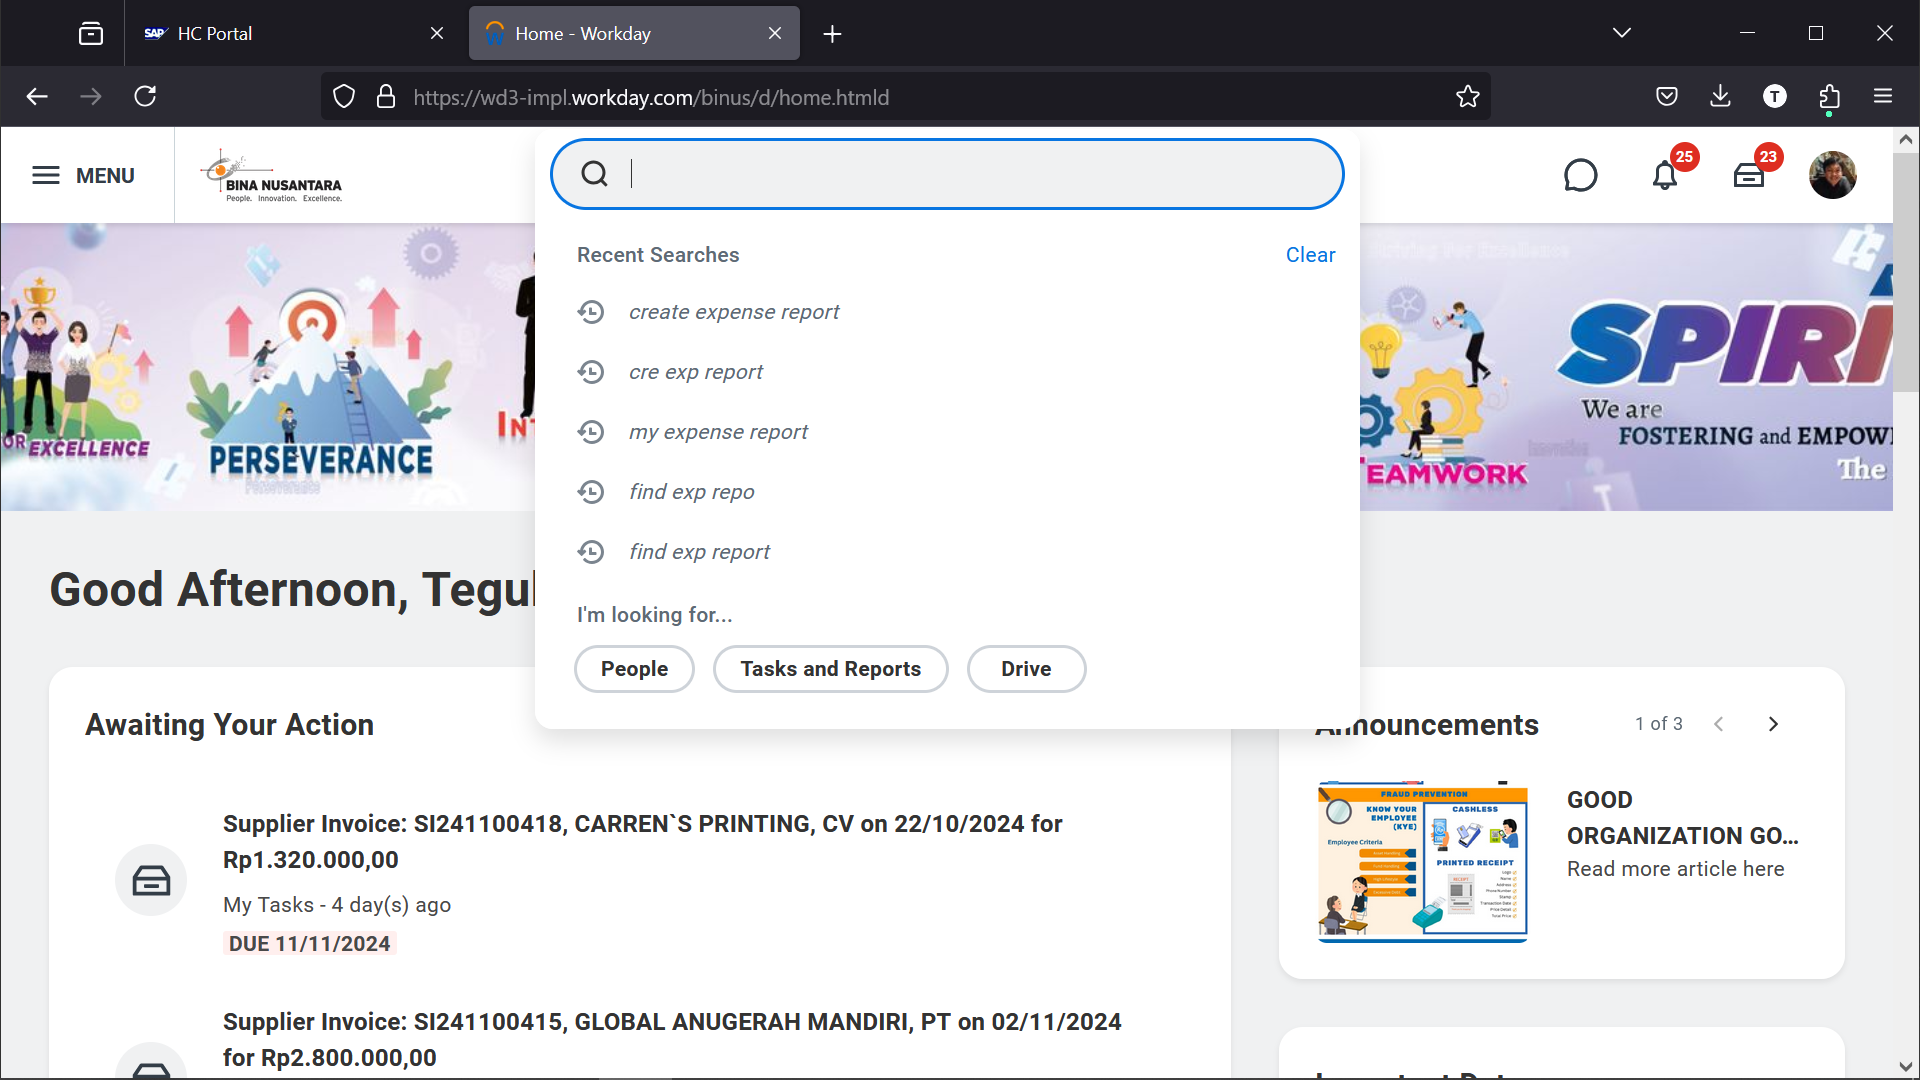 HC Portal
Home - Workday
https://wd3-impl.workday.com/binus/d/home.htmld
MENU
BINA NUSANTARA
People. Innovation. Excellence.
25
23
Recent Searches
Clear
create expense report
cre exp report
my expense report
find exp repo
find exp report
I'm looking for...
People
Tasks and Reports
Drive
OR EXCELLENCE
PERSEVERANCE
Perseverance
INT
TEAMWORK
SPIRI
We are
FOSTERING and EMPOW
The
Good Afternoon, Tegu
Awaiting Your Action
Supplier Invoice: SI241100418, CARREN`S PRINTING, CV on 22/10/2024 for
Rp1.320.000,00
My Tasks - 4 day(s) ago
DUE 11/11/2024
Supplier Invoice: SI241100415, GLOBAL ANUGERAH MANDIRI, PT on 02/11/2024
for Rp2.800.000,00
Announcements
1 of 3
FRAUD PREVENTION
KNOW YOUR
EMPLOYEE
(KYE)
Employee Criteria
CASHLESS
PRINTED RECEIPT
GOOD
ORGANIZATION GO...
Read more article here